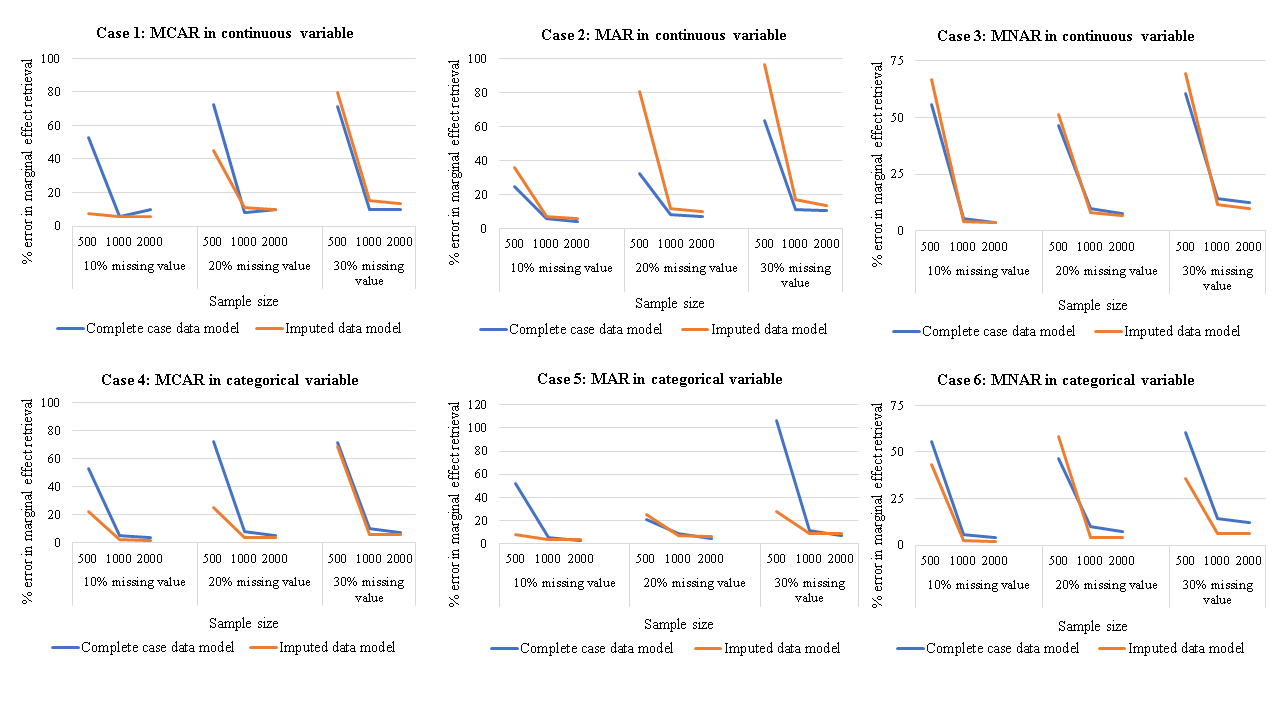 Case 1: MCAR in continuous variable
% error in marginal effect retrieval
100
80
60
40
20
0
500 1000 2000 500 1000 2000 500 1000 2000
10% missing value 20% missing value 30% missing
value
Sample size
Complete case data model Imputed data model
Case 2: MAR in continuous variable
% error in marginal effect retrieval
100
80
60
40
20
0
500 1000 2000 500 1000 2000 500 1000 2000
10% missing value 20% missing value 30% missing
value
Sample size
Complete case data model Imputed data model
Case 3: MNAR in continuous variable
% error in marginal effect retrieval
75
50
25
0
500 1000 2000 500 1000 2000 500 1000 2000
10% missing value 20% missing value 30% missing
value
Sample size
Complete case data model Imputed data model
Case 4: MCAR in categorical variable
% error in marginal effect retrieval
100
80
60
40
20
0
500 1000 2000 500 1000 2000 500 1000 2000
10% missing value 20% missing value 30% missing
value
Sample size
Complete case data model Imputed data model
Case 5: MAR in categorical variable
% error in marginal effect retrieval
120
100
80
60
40
20
0
500 1000 2000 500 1000 2000 500 1000 2000
10% missing value 20% missing value 30% missing
value
Sample size
Complete case data model Imputed data model
Case 6: MNAR in categorical variable
% error in marginal effect retrieval
75
50
25
0
500 1000 2000 500 1000 2000 500 1000 2000
10% missing value 20% missing value 30% missing
value
Sample size
Complete case data model Imputed data model